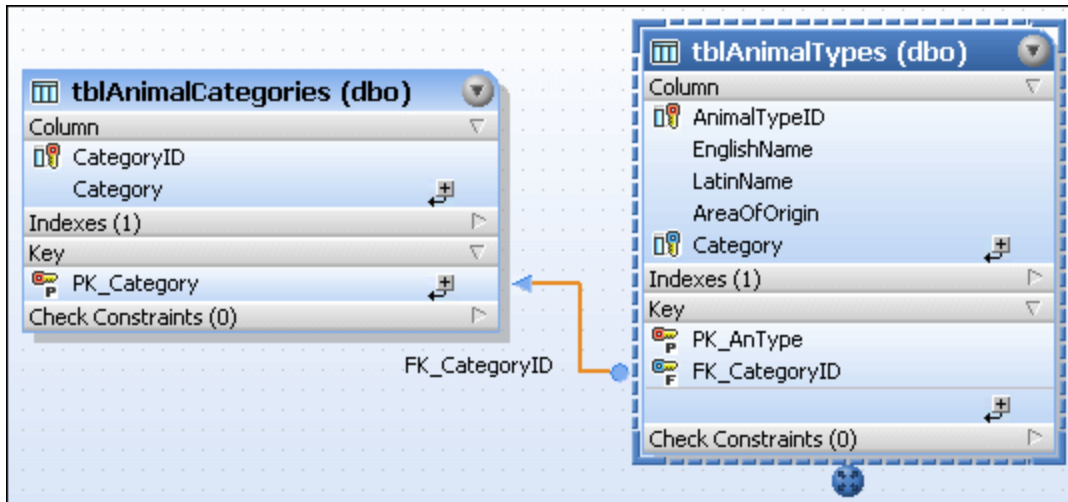 tblAnimalCategories (dbo)
Column
CategoryID
Category
Indexes (1)
Key
PK_Category
Check Constraints (0)
FK_CategoryID
tblAnimalTypes (dbo)
Column
AnimalTypeID
EnglishName
LatinName
AreaOfOrigin
Category
Indexes (1)
Key
PK_AnType
FK_CategoryID
Check Constraints (0)